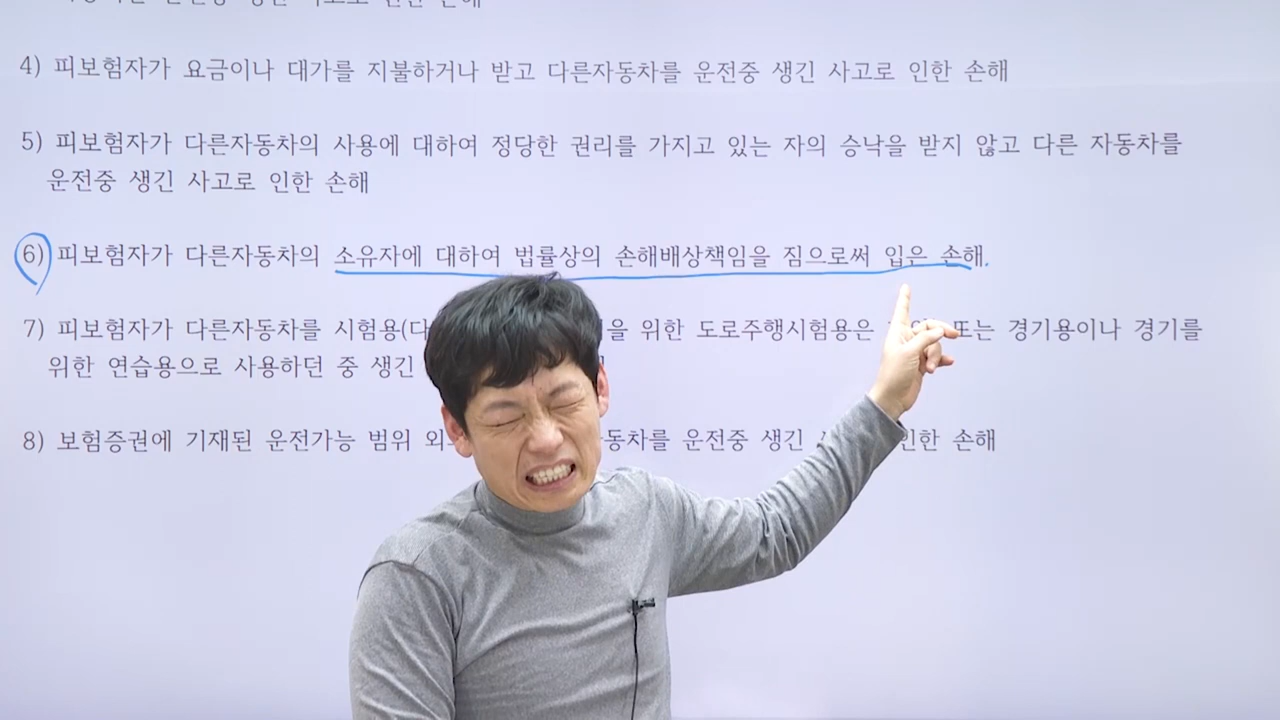 생긴 사고로 인한 손해
4) 피보험자가 요금이나 대가를 지불하거나 받고 다른자동차를 운전중 생긴 사고로 인한 손해
5) 피보험자가 다른자동차의 사용에 대하여 정당한 권리를 가지고 있는 자의 승낙을 받지 않고 다른 자동차를
운전중 생긴 사고로 인한 손해
6) 피보험자가 다른자동차의 소유자에 대하여 법률상의 손해배상책임을 짐으로써 입은 손해.
7) 피보험자가 다른자동차를 시험용(다 을 위한 도로주행시험용은 또는 경기용이나 경기를
위한 연습용으로 사용하던 중 생긴
8) 보험증권에 기재된 운전가능 범위 외 동차를 운전중 생긴 인한 손해